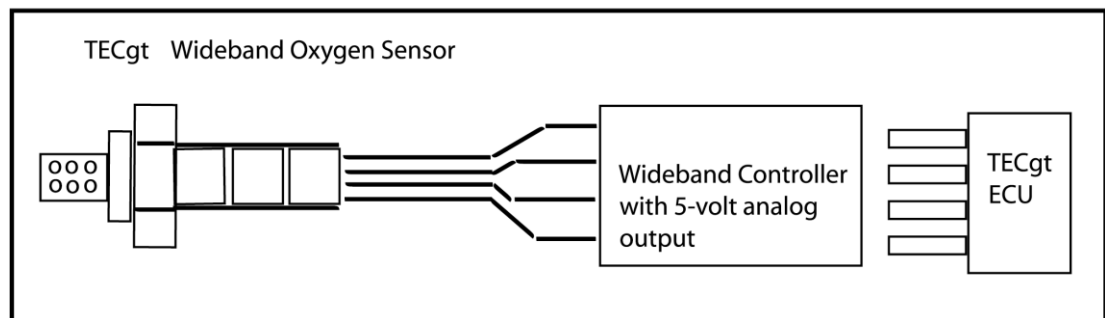 TECgt Wideband Oxygen Sensor
Wideband Controller
with 5-volt analog
output
TECgt
ECU